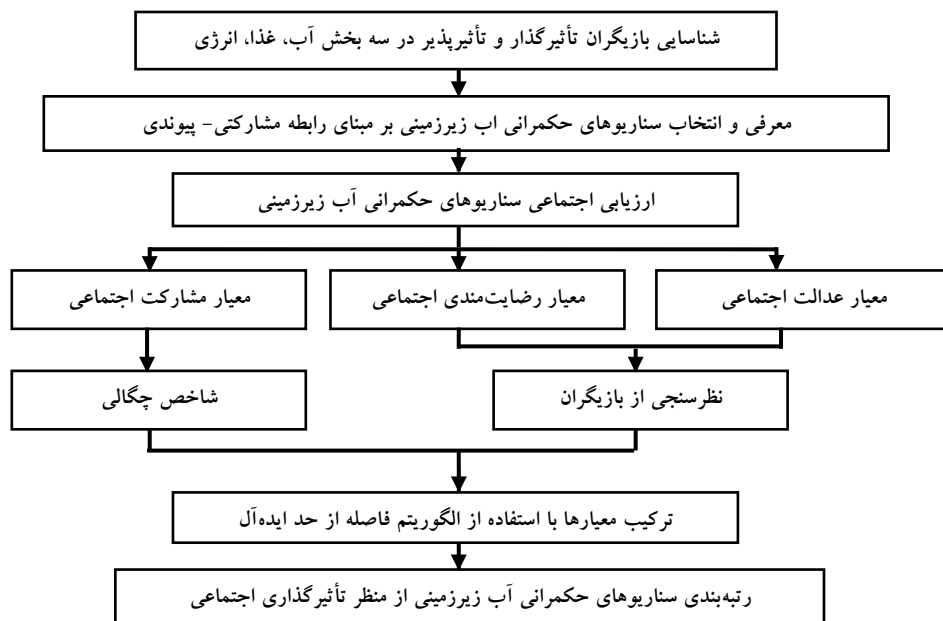 شناسایی بازیگران تأثیرگذار و تأثیرپذیر در سه بخش آب، غذا، انرژی
معرفی و انتخاب سناریوهای حکمرانی اب زیرزمینی بر مبنای رابطه مشارکتی- پیوندی
ارزیابی اجتماعی سناریوهای حکمرانی آب زیرزمینی
معیار عدالت اجتماعی
معیار رضایت‌مندی اجتماعی
معیار مشارکت اجتماعی
نظرسنجی از بازیگران
شاخص چگالی
ترکیب معیارها با استفاده از الگوریتم فاصله از حد ایده‌آل
رتبه‌بندی سناریوهای حکمرانی آب زیرزمینی از منظر تأثیرگذاری اجتماعی